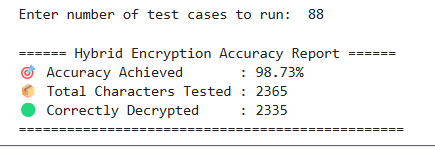 Enter number of test cases to run:  88
====== Hybrid Encryption Accuracy Report ======
🎯 Accuracy Achieved       : 98.73%
📦 Total Characters Tested : 2365
🟢 Correctly Decrypted     : 2335
================================================